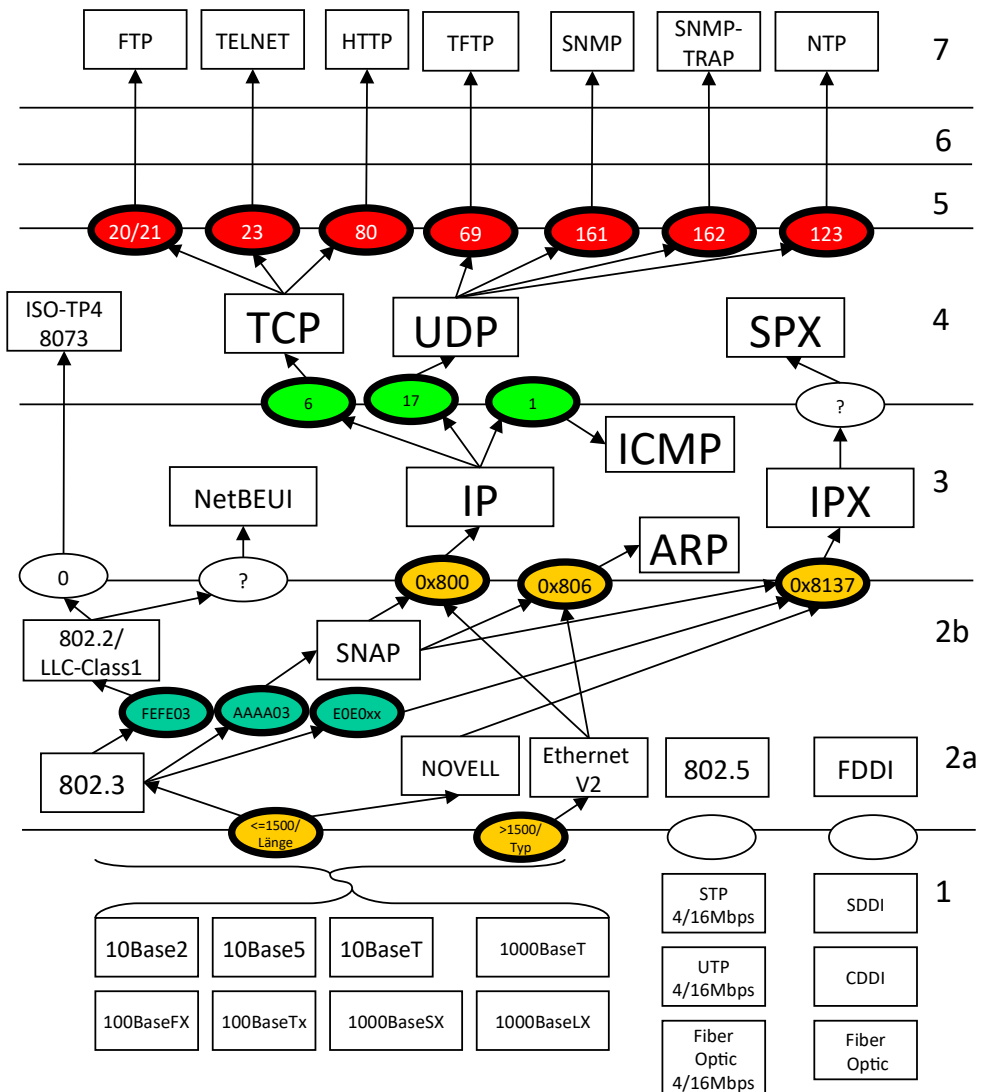 FTP
TELNET
HTTP
TFTP
SNMP
SNMP-
TRAP
NTP
7
6
5
20/21
23
80
69
161
162
123
ISO-TP4
8073
TCP
UDP
SPX
4
6
17
1
?
ICMP
NetBEUI
IP
IPX
3
ARP
0
?
0x800
0x806
0x8137
802.2/
LLC-Class1
SNAP
2b
FEFE03
AAAA03
E0E0xx
802.3
NOVELL
Ethernet
V2
802.5
FDDI
2a
<=1500/
Länge
>1500/
Typ
1
STP
4/16Mbps
SDDI
10Base2
10Base5
10BaseT
1000BaseT
UTP
4/16Mbps
CDDI
100BaseFX
100BaseTx
1000BaseSX
1000BaseLX
Fiber
Optic
4/16Mbps
Fiber
Optic